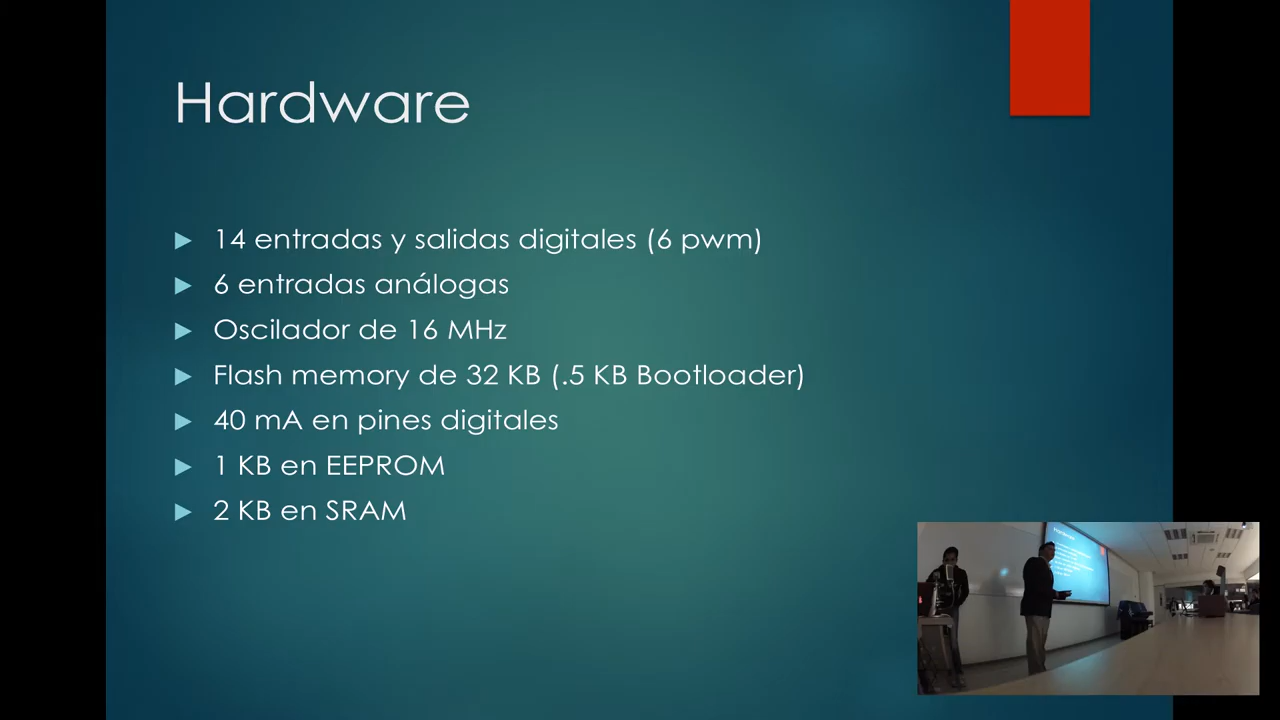 Hardware
14 entradas y salidas digitales (6 pwm)
6 entradas análogas
Oscilador de 16 MHz
Flash memory de 32 KB (.5 KB Bootloader)
40 mA en pines digitales
1 KB en EEPROM
2 KB en SRAM